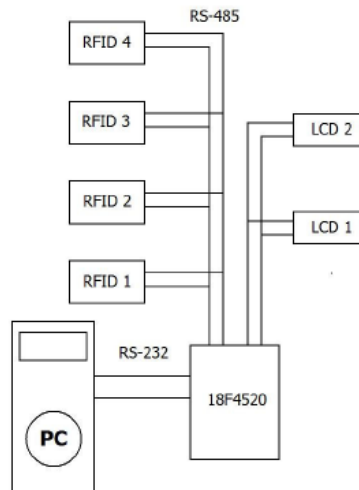 RS-485
RFID 4
RFID 3
LCD 2
RFID 2
LCD 1
RFID 1
RS-232
18F4520
PC